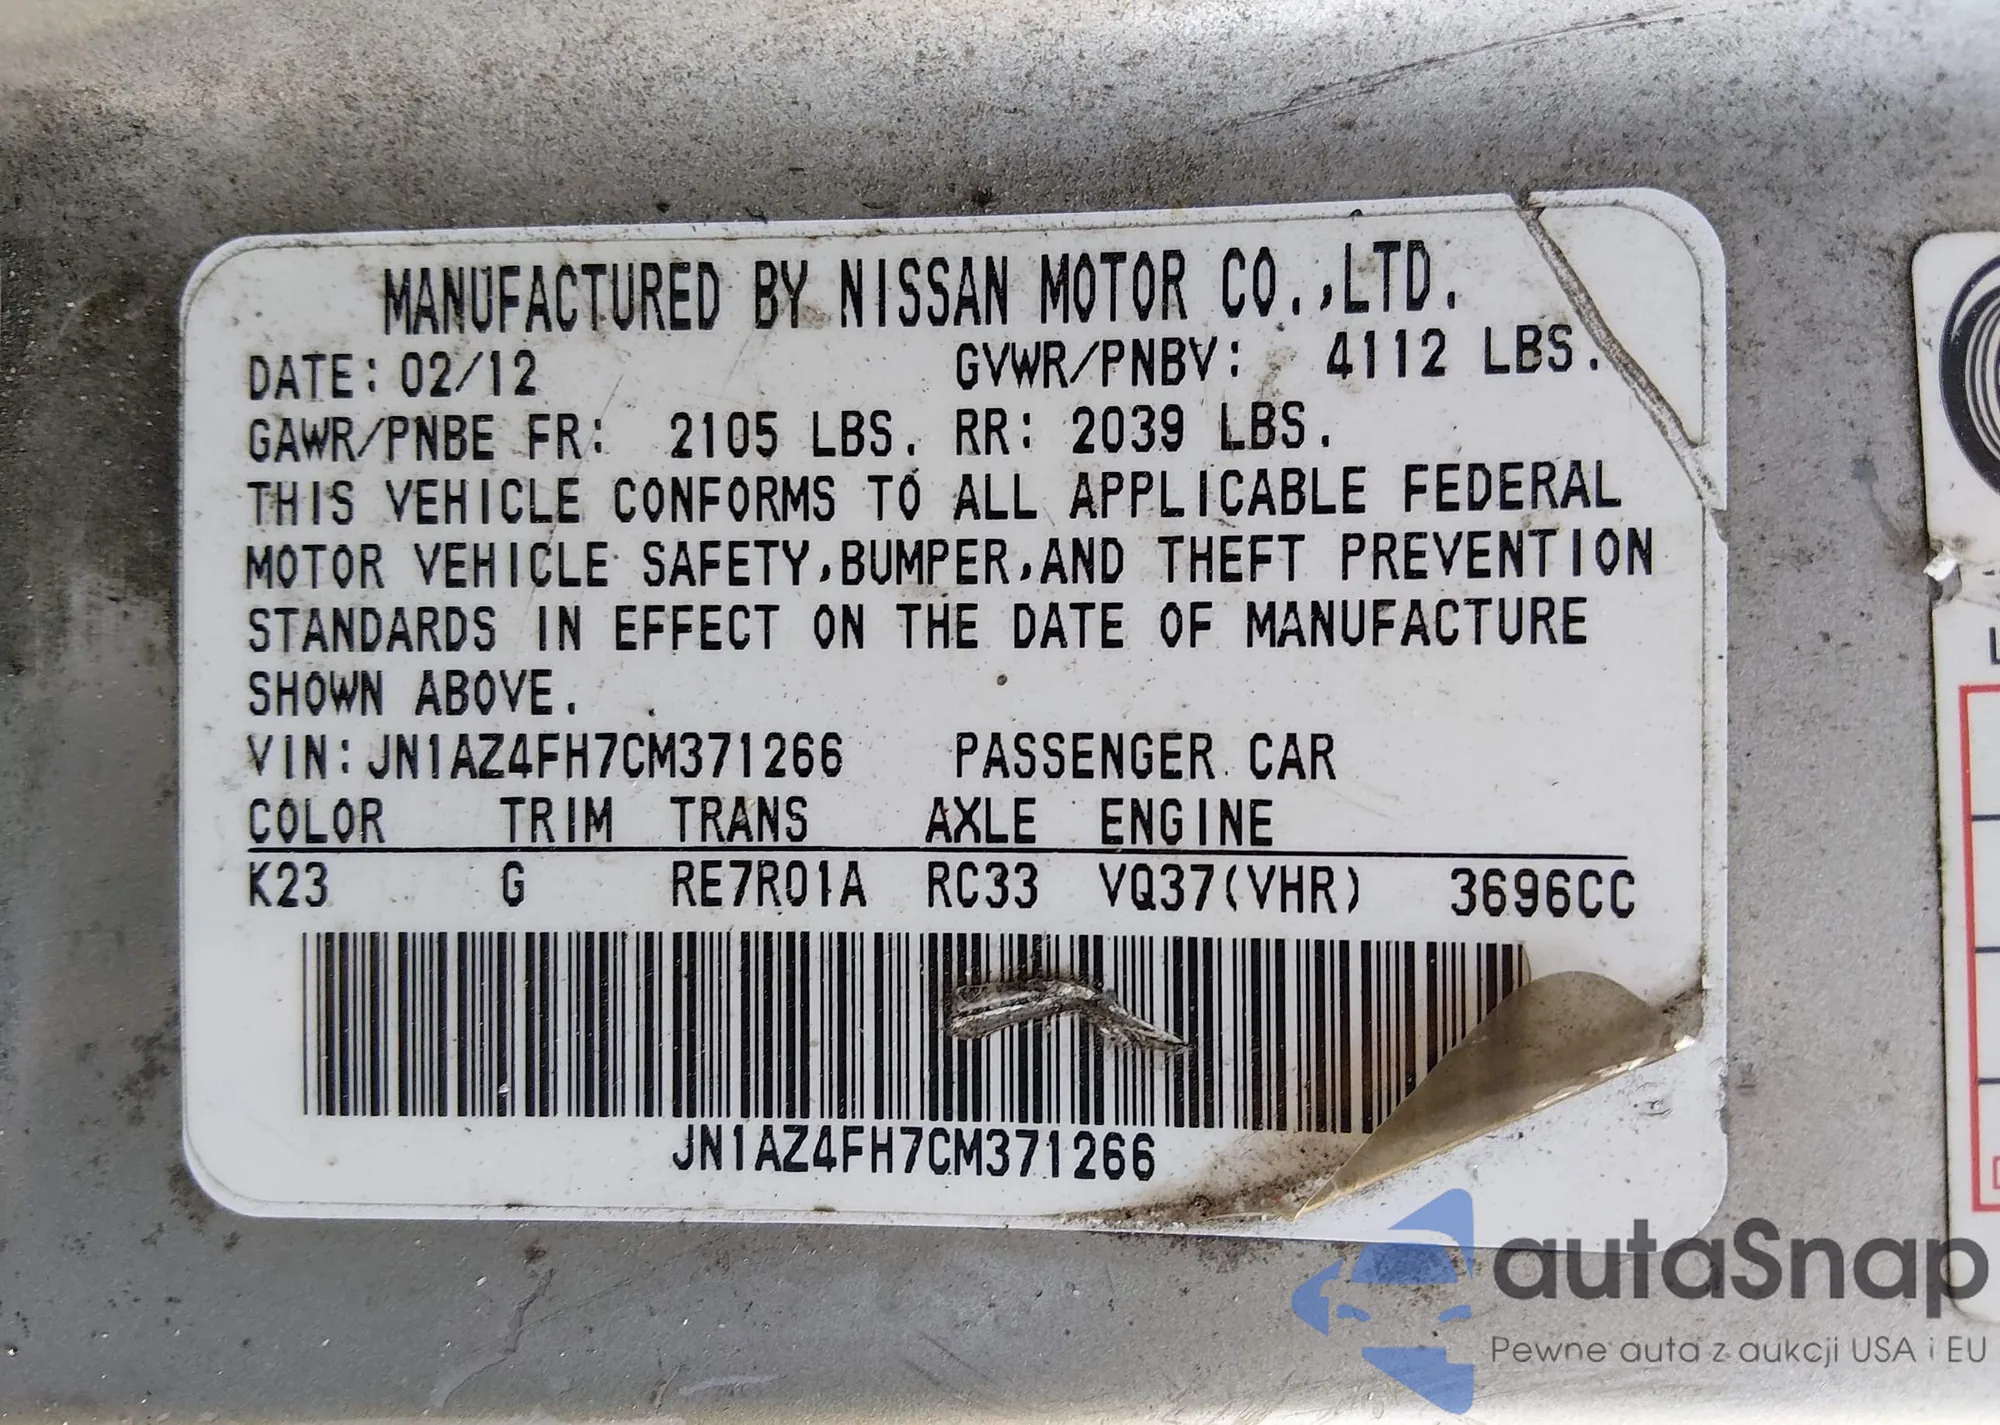 MANUFACTURED BY NISSAN MOTOR CO.,LTD.
DATE: 02/12 GVWR/PNBV: 4112 LBS.
GAWR/PNBE FR: 2105 LBS. RR: 2039 LBS.
THIS VEHICLE CONFORMS TO ALL APPLICABLE FEDERAL
MOTOR VEHICLE SAFETY,BUMPER,AND THEFT PREVENTION
STANDARDS IN EFFECT ON THE DATE OF MANUFACTURE
SHOWN ABOVE.
VIN: JN1AZ4FH7CM371266 PASSENGER CAR
COLOR TRIM TRANS AXLE ENGINE
K23 G RE7R01A RC33 VQ37(VHR) 3696CC
JN1AZ4FH7CM371266
autaSnap
Pewne auta z aukcji USA i EU